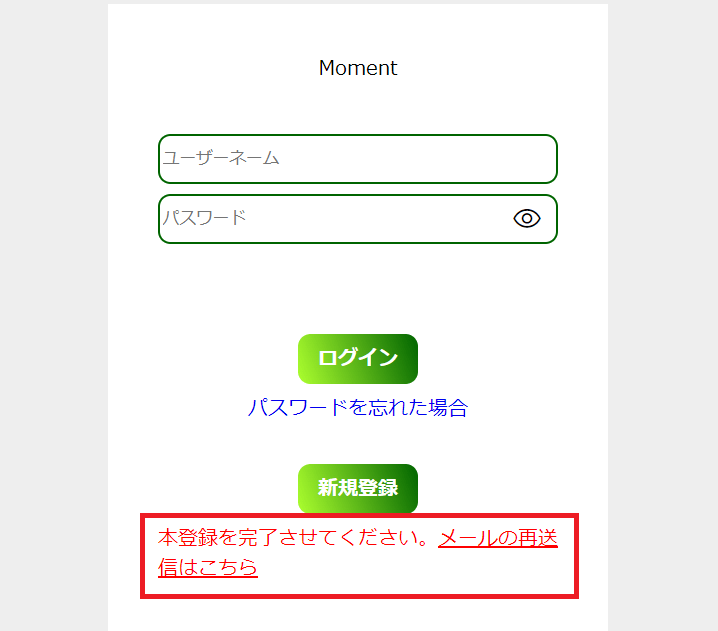 Moment
ユーザーネーム
パスワード
ログイン
パスワードを忘れた場合
新規登録
本登録を完了させてください。メールの再送
信はこちら